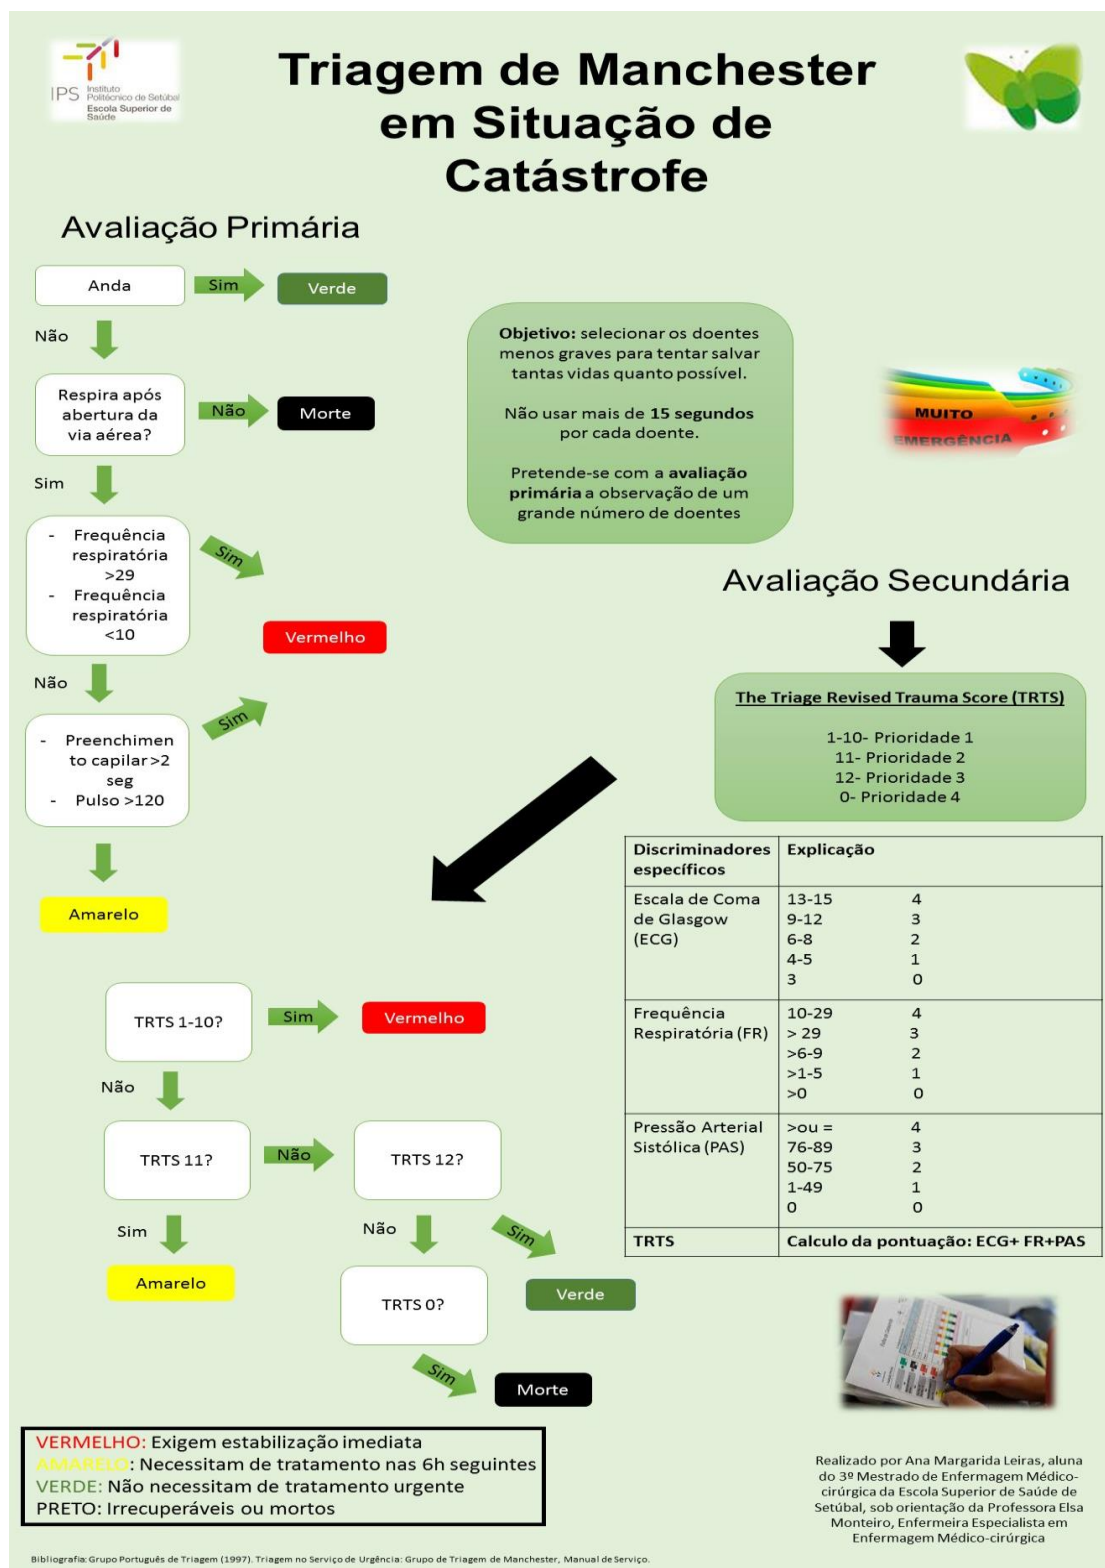 IPS
Instituto
Politécnico de Setúbal
Escola Superior de
Saúde
Triagem de Manchester
em Situação de
Catástrofe
Avaliação Primária
Anda
Sim
Verde
Não
Respira após
abertura da
via aérea?
Não
Morte
Sim
- Frequência
respiratória
>29
- Frequência
respiratória
<10
Sim
Vermelho
Não
- Preenchimen
to capilar >2
seg
- Pulso >120
Sim
Amarelo
Objetivo: selecionar os doentes
menos graves para tentar salvar
tantas vidas quanto possível.
Não usar mais de 15 segundos
por cada doente.
Pretende-se com a avaliação
primária a observação de um
grande número de doentes
MUITO
EMERGÊNCIA
Avaliação Secundária
The Triage Revised Trauma Score (TRTS)
1-10- Prioridade 1
11- Prioridade 2
12- Prioridade 3
0- Prioridade 4
Discriminadores Explicação
específicos
Escala de Coma 13-15 4
de Glasgow 9-12 3
(ECG) 6-8 2
4-5 1
3 0
Frequência 10-29 4
Respiratória (FR) > 29 3
>6-9 2
>1-5 1
>0 0
Pressão Arterial >ou = 4
Sistólica (PAS) 76-89 3
50-75 2
1-49 1
0 0
TRTS Calculo da pontuação: ECG+ FR+PAS
TRTS 1-10?
Sim
Vermelho
Não
TRTS 11?
Não
TRTS 12?
Sim
Amarelo
Não
Sim
Verde
TRTS 0?
Sim
Morte
VERMELHO: Exigem estabilização imediata
AMARELO: Necessitam de tratamento nas 6h seguintes
VERDE: Não necessitam de tratamento urgente
PRETO: Irrecuperáveis ou mortos
Realizado por Ana Margarida Leiras, aluna
do 3º Mestrado de Enfermagem Médico-
cirúrgica da Escola Superior de Saúde de
Setúbal, sob orientação da Professora Elsa
Monteiro, Enfermeira Especialista em
Enfermagem Médico-cirúrgica
Bibliografia: Grupo Português de Triagem (1997). Triagem no Serviço de Urgência: Grupo de Triagem de Manchester, Manual de Serviço.